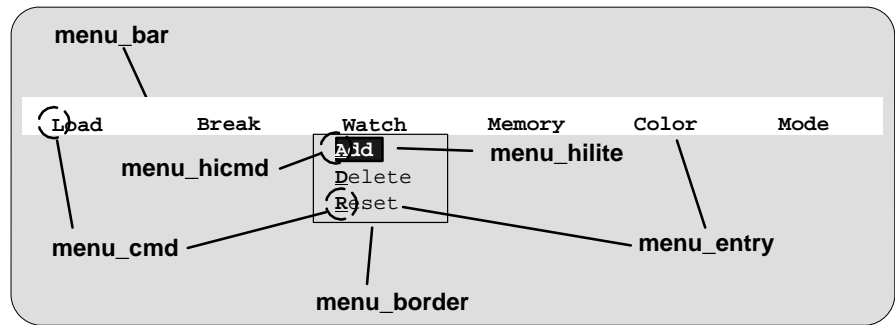 menu_bar
Load Break Watch Memory Color Mode
Add
menu_hicmd
menu_hilite
Delete
Reset
menu_cmd
menu_entry
menu_border